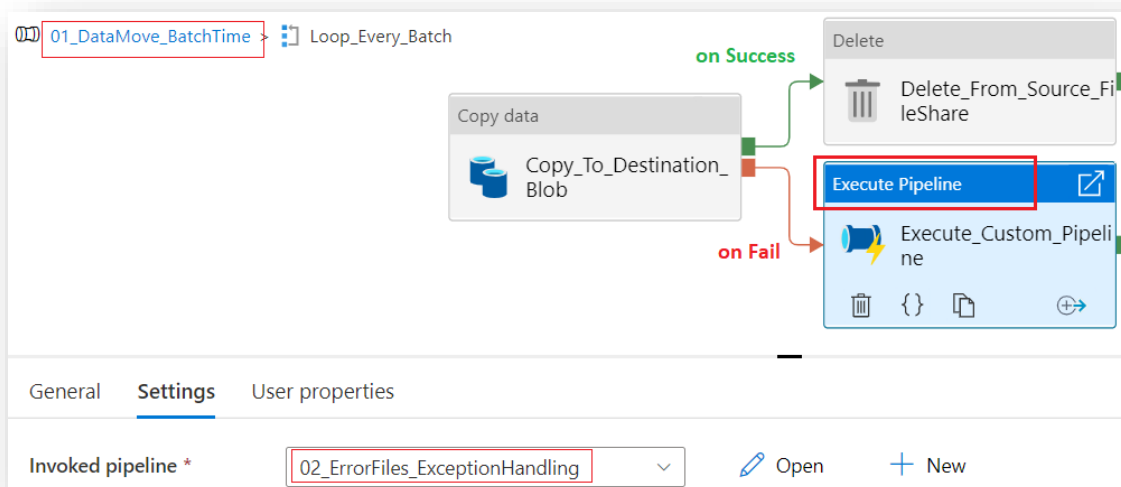 01_DataMove_BatchTime > Loop_Every_Batch
on Success
Delete
Delete_From_Source_Fi
leShare
Copy data
Copy_To_Destination_
Blob
Execute Pipeline
Execute_Custom_Pipeli
ne
on Fail
{}
General Settings User properties
Invoked pipeline * 02_ErrorFiles_ExceptionHandling Open + New